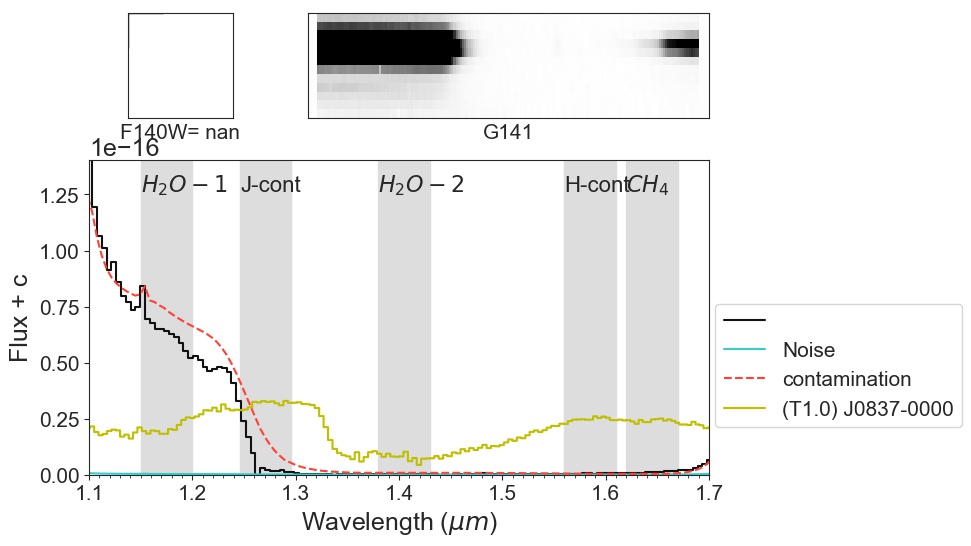 F140W= nan
G141
1e−16
H₂O − 1
J-cont
H₂O − 2
H-cont
CH₄
1.25
1.00
0.75
0.50
0.25
0.00
Flux + c
1.1
1.2
1.3
1.4
1.5
1.6
1.7
Wavelength (μm)
Noise
contamination
(T1.0) J0837-0000